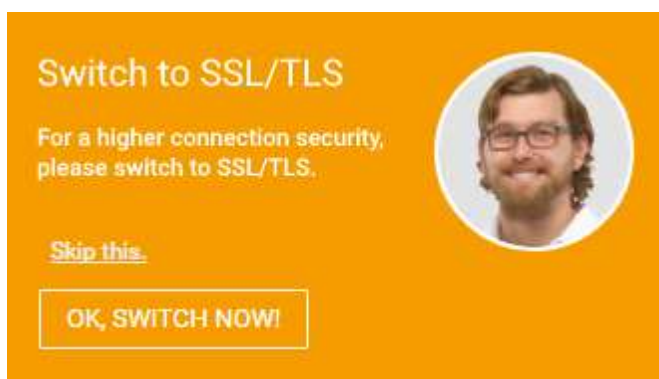 Switch to SSL/TLS
For a higher connection security,
please switch to SSL/TLS.
Skip this.
OK, SWITCH NOW!